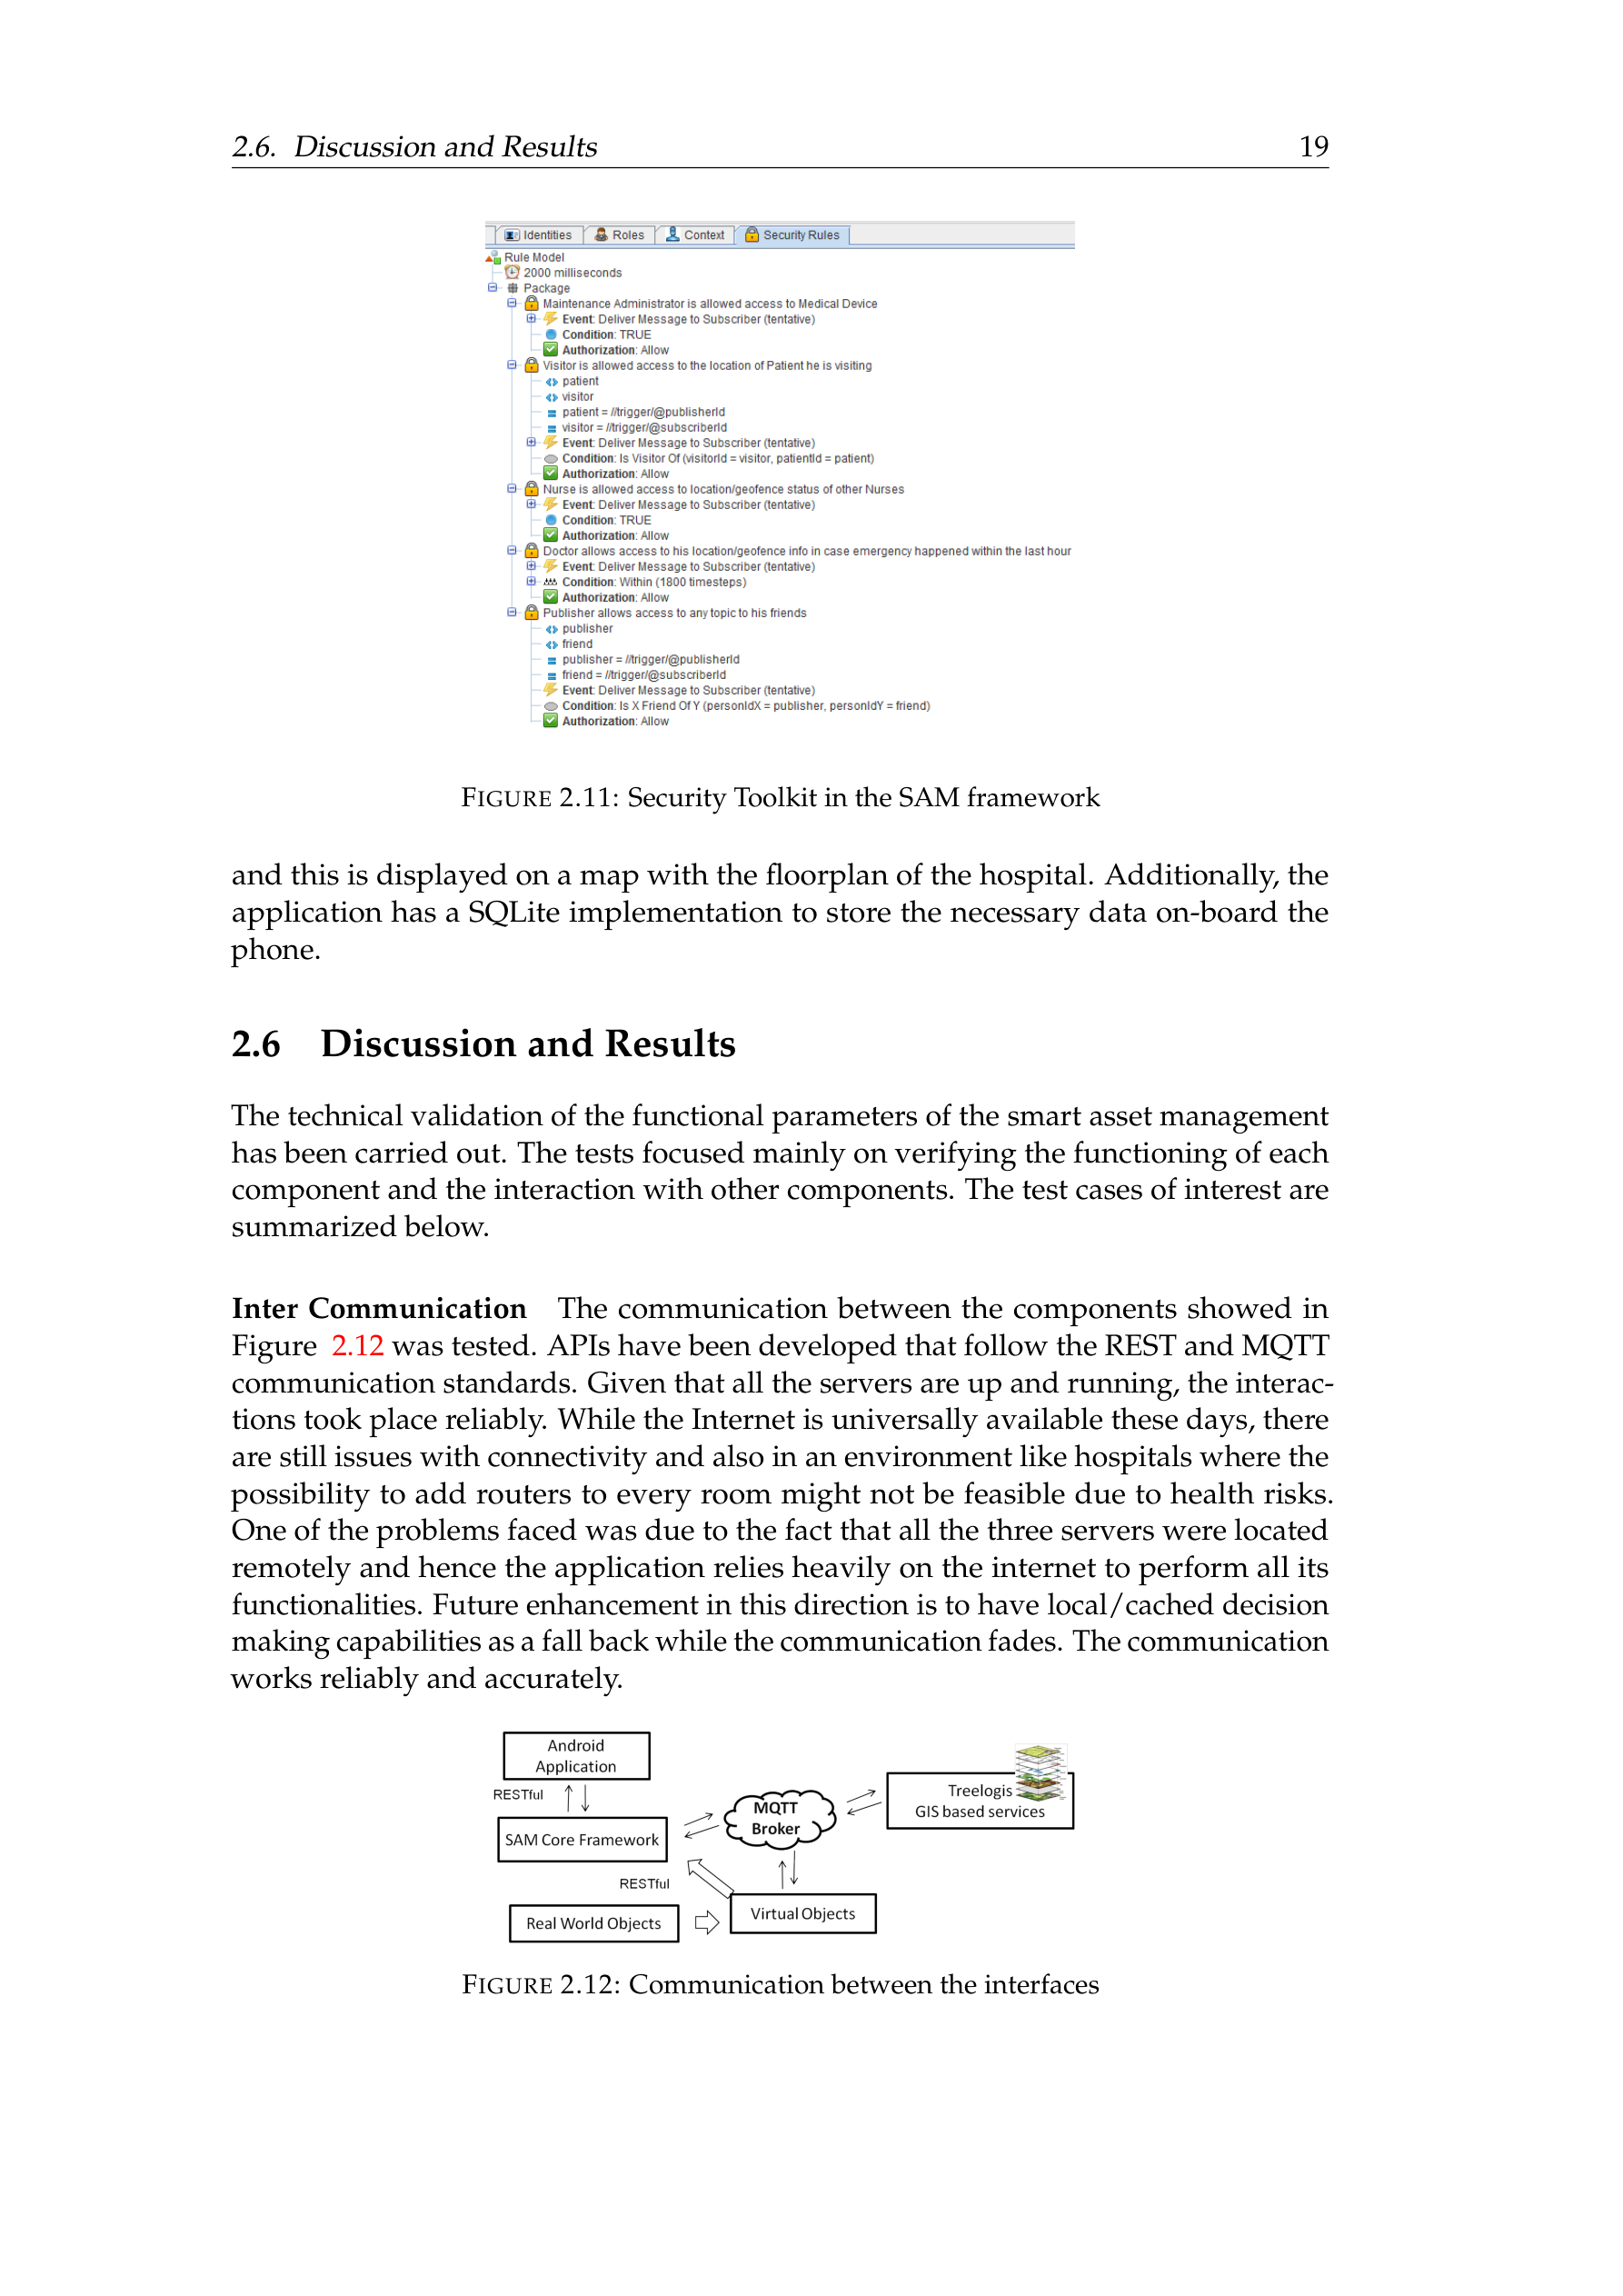 2.6. Discussion and Results 19
Identities Roles Context Security Rules
Rule Model
2000 milliseconds
Package
Maintenance Administrator is allowed access to Medical Device
Event: Deliver Message to Subscriber (tentative)
Condition: TRUE
Authorization: Allow
Visitor is allowed access to the location of Patient he is visiting
patient
visitor
patient = //trigger/@publisherId
visitor = //trigger/@subscriberId
Event: Deliver Message to Subscriber (tentative)
Condition: Is Visitor Of (visitorId = visitor, patientId = patient)
Authorization: Allow
Nurse is allowed access to location/geofence status of other Nurses
Event: Deliver Message to Subscriber (tentative)
Condition: TRUE
Authorization: Allow
Doctor allows access to his location/geofence info in case emergency happened within the last hour
Event: Deliver Message to Subscriber (tentative)
Condition: Within (1800 timesteps)
Authorization: Allow
Publisher allows access to any topic to his friends
publisher
friend
publisher = //trigger/@publisherId
friend = //trigger/@subscriberId
Event: Deliver Message to Subscriber (tentative)
Condition: Is X Friend Of Y (personIdX = publisher, personIdY = friend)
Authorization: Allow
FIGURE 2.11: Security Toolkit in the SAM framework
and this is displayed on a map with the floorplan of the hospital. Additionally, the
application has a SQLite implementation to store the necessary data on-board the
phone.
2.6 Discussion and Results
The technical validation of the functional parameters of the smart asset management
has been carried out. The tests focused mainly on verifying the functioning of each
component and the interaction with other components. The test cases of interest are
summarized below.
Inter Communication The communication between the components showed in
Figure 2.12 was tested. APIs have been developed that follow the REST and MQTT
communication standards. Given that all the servers are up and running, the interac-
tions took place reliably. While the Internet is universally available these days, there
are still issues with connectivity and also in an environment like hospitals where the
possibility to add routers to every room might not be feasible due to health risks.
One of the problems faced was due to the fact that all the three servers were located
remotely and hence the application relies heavily on the internet to perform all its
functionalities. Future enhancement in this direction is to have local/cached decision
making capabilities as a fall back while the communication fades. The communication
works reliably and accurately.
Android
Application
RESTful
SAM Core Framework
MQTT
Broker
Treelogis
GIS based services
RESTful
Real World Objects
Virtual Objects
FIGURE 2.12: Communication between the interfaces